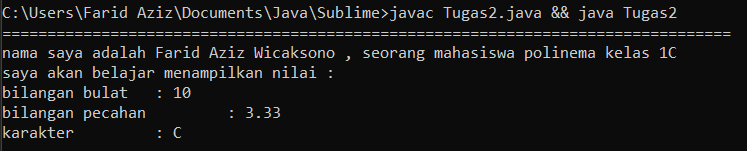 C:\Users\Farid Aziz\Documents\Java\Sublime>javac Tugas2.java && java Tugas2
=================================================================================
nama saya adalah Farid Aziz Wicaksono , seorang mahasiswa polinema kelas 1C
saya akan belajar menampilkan nilai :
bilangan bulat   : 10
bilangan pecahan         : 3.33
karakter         : C